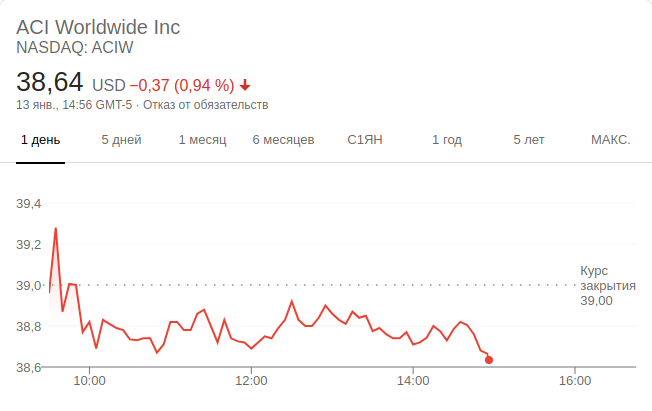 ACI Worldwide Inc
NASDAQ: ACIW
38,64 USD −0,37 (0,94 %)
13 янв., 14:56 GMT-5 · Отказ от обязательств
1 день 5 дней 1 месяц 6 месяцев С1ЯН 1 год 5 лет МАКС.
39,4
39,2
39,0
38,8
38,6
Курс
закрытия
39,00
10:00 12:00 14:00 16:00